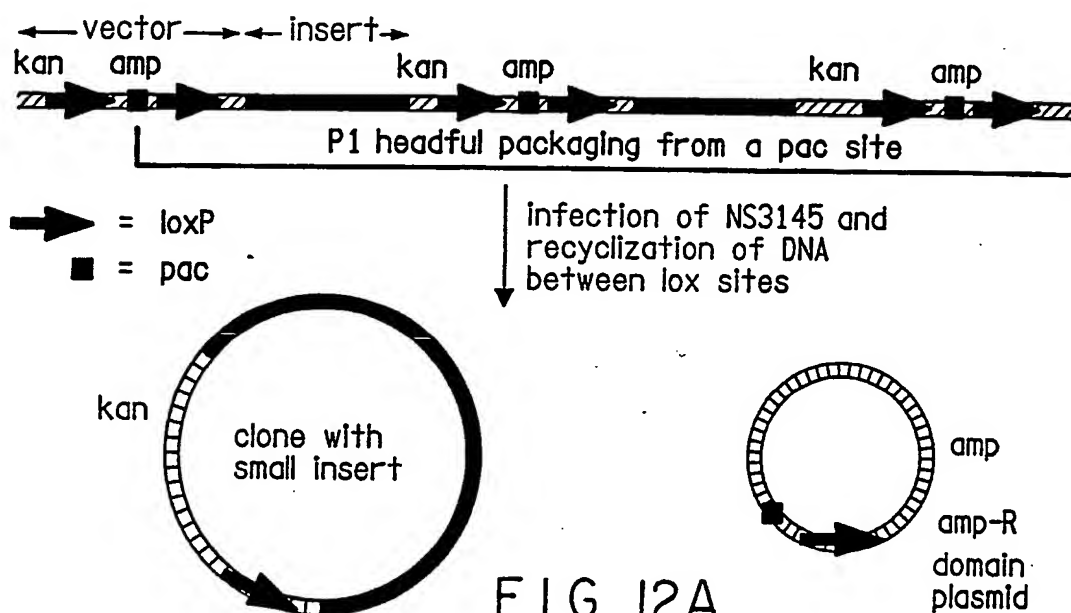 vector insert
kan amp kan amp kan amp
P1 headful packaging from a pac site
= loxP
= pac
infection of NS3145 and
recyclization of DNA
between lox sites
kan
clone with
small insert
amp
amp-R
domain
plasmid
FIG. 12A